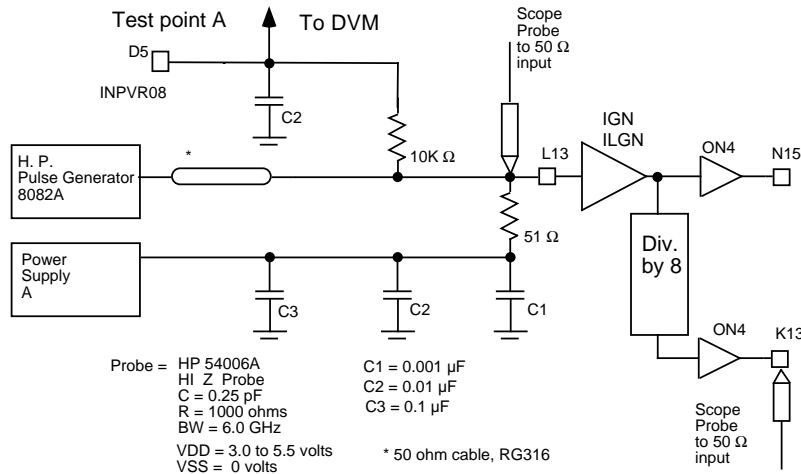 Test point A
To DVM
Scope
Probe
to 50 Ω
input
D5
INPVR08
C2
IGN
ILGN
10K Ω
L13
ON4
N15
H. P.
Pulse Generator
8082A
*
51 Ω
Div.
by 8
Power
Supply
A
C3
C2
C1
ON4
K13
Probe = HP 54006A
HI Z Probe
C = 0.25 pF
R = 1000 ohms
BW = 6.0 GHz
VDD = 3.0 to 5.5 volts
VSS = 0 volts
C1 = 0.001 µF
C2 = 0.01 µF
C3 = 0.1 µF
* 50 ohm cable, RG316
Scope
Probe
to 50 Ω
input